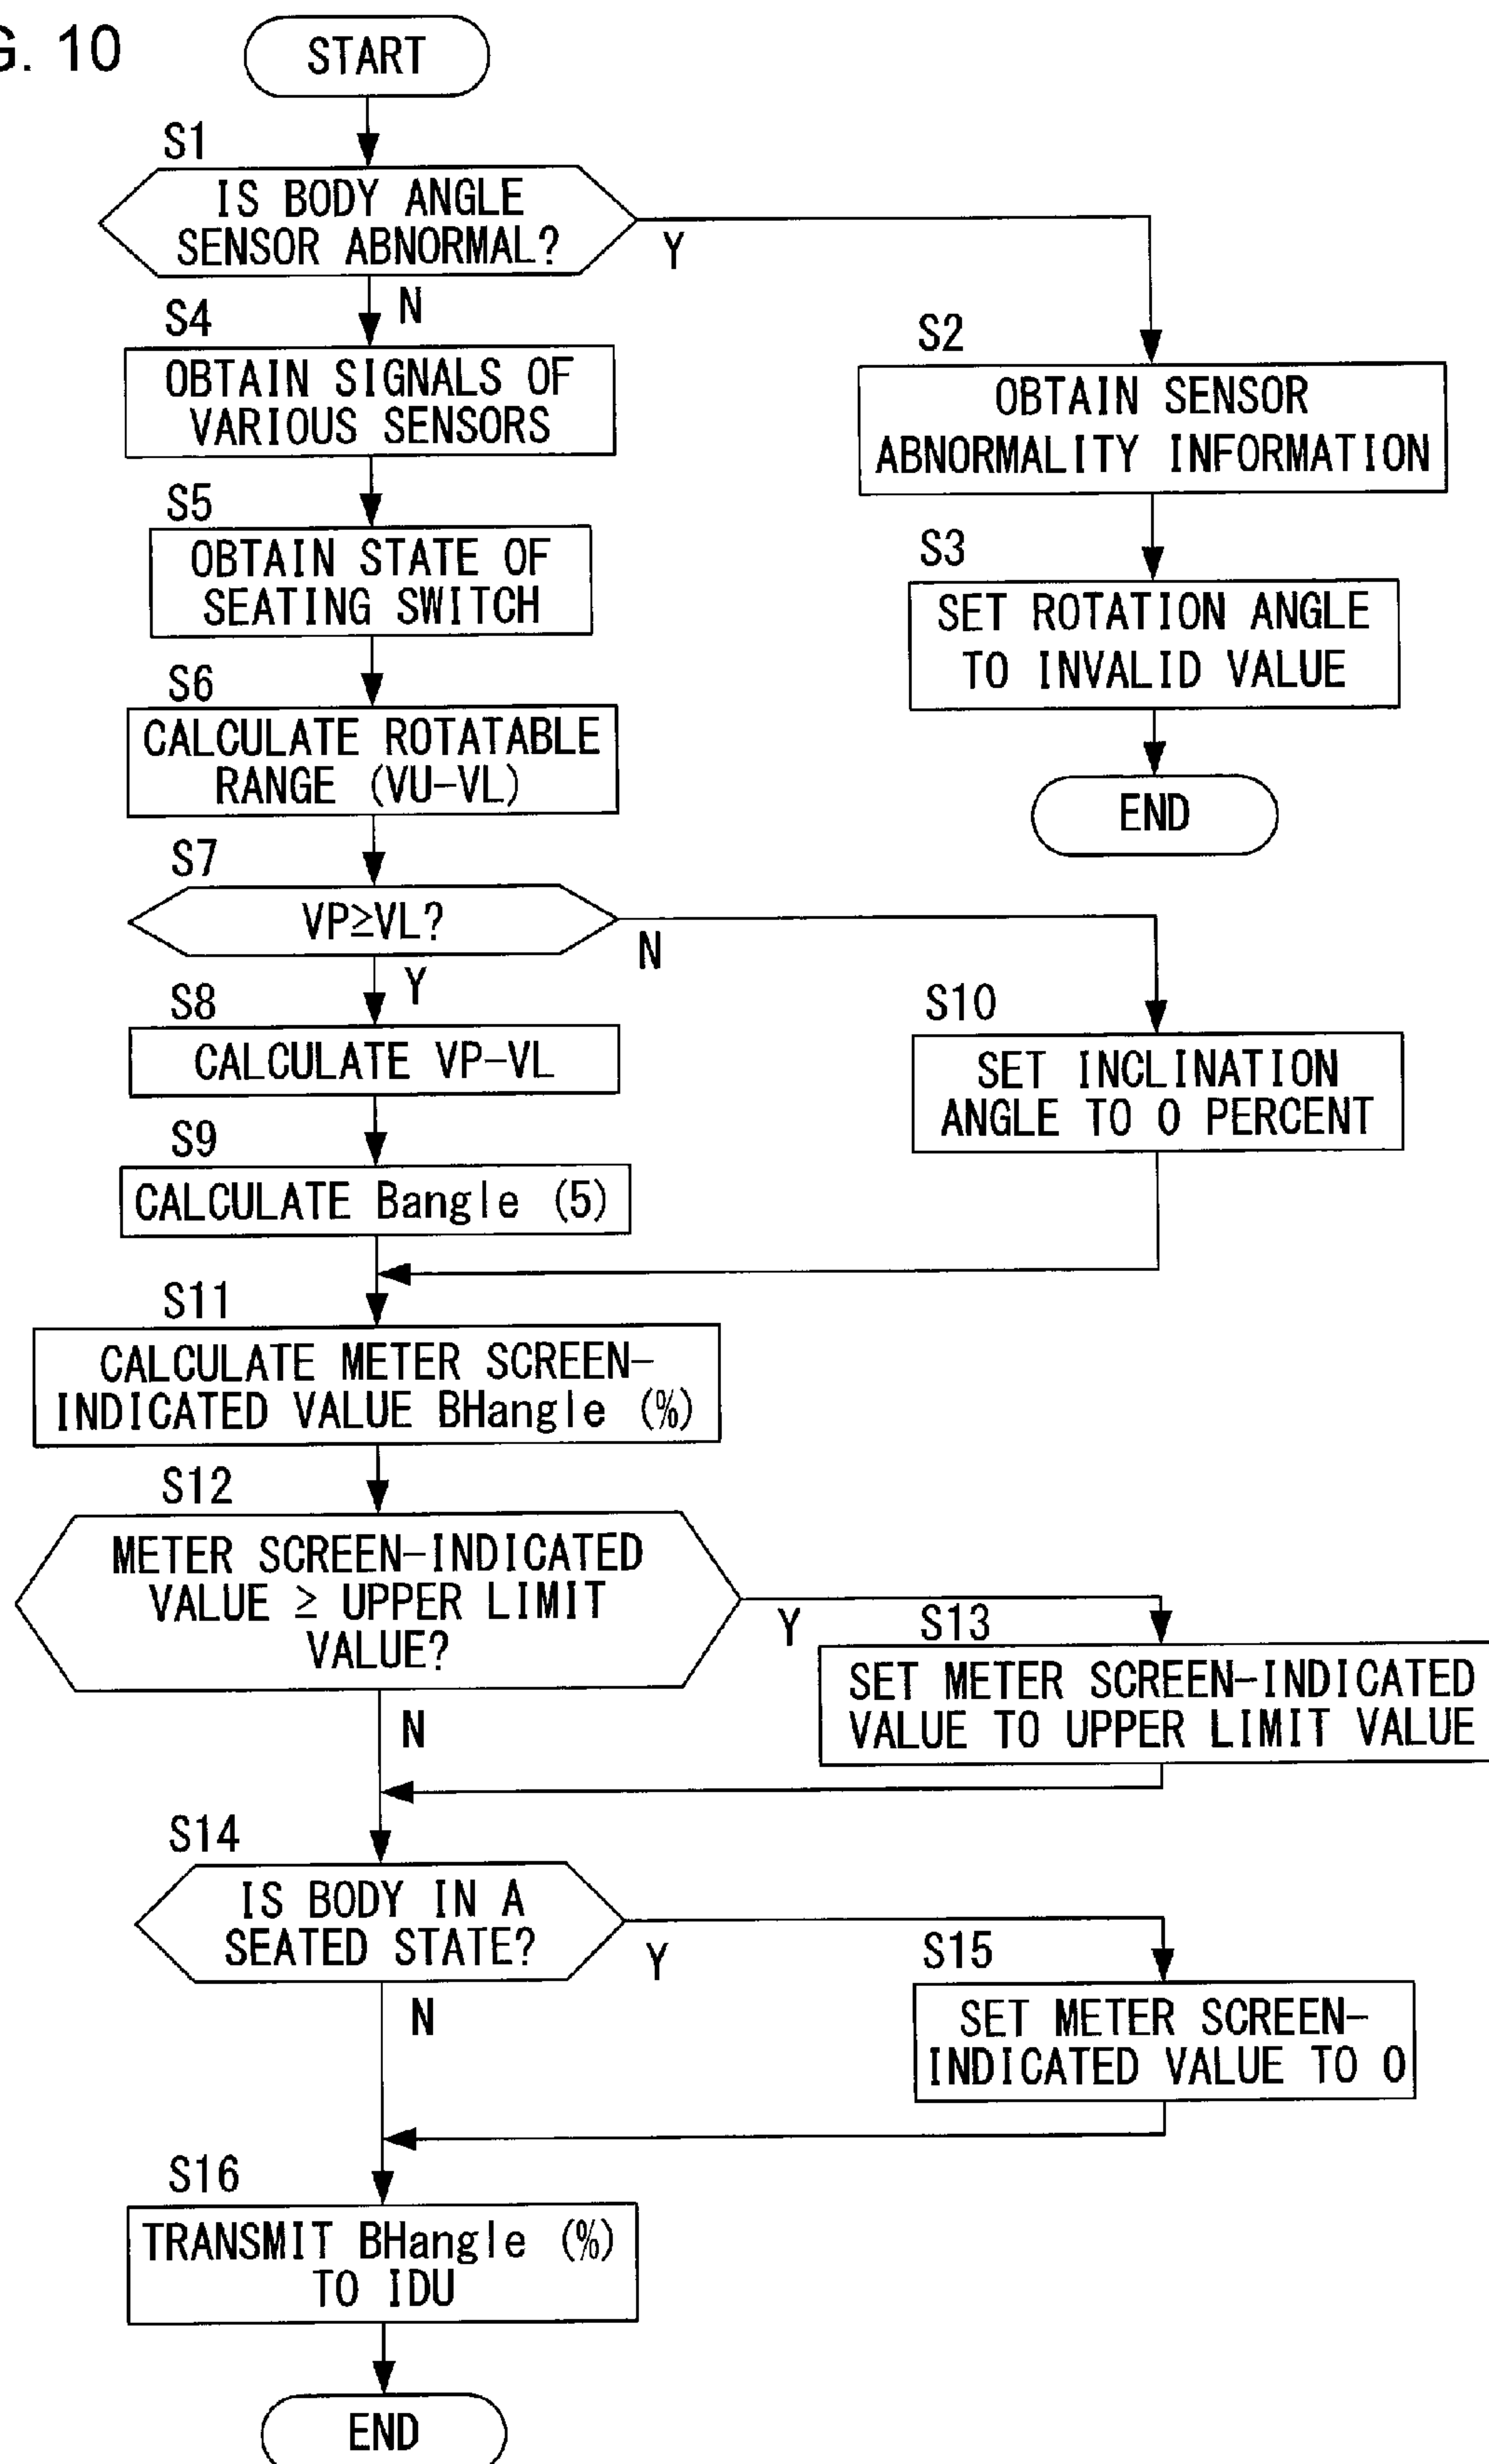 G. 10
START
S1
IS BODY ANGLE
SENSOR ABNORMAL?
Y
N
S4
OBTAIN SIGNALS OF
VARIOUS SENSORS
S2
OBTAIN SENSOR
ABNORMALITY INFORMATION
S5
OBTAIN STATE OF
SEATING SWITCH
S3
SET ROTATION ANGLE
TO INVALID VALUE
S6
CALCULATE ROTATABLE
RANGE (VU-VL)
END
S7
VP≥VL?
N
Y
S8
CALCULATE VP-VL
S10
SET INCLINATION
ANGLE TO 0 PERCENT
S9
CALCULATE Bangle (5)
S11
CALCULATE METER SCREEN-
INDICATED VALUE BHangle (%)
S12
METER SCREEN-INDICATED
VALUE ≥ UPPER LIMIT
VALUE?
Y
N
S13
SET METER SCREEN-INDICATED
VALUE TO UPPER LIMIT VALUE
S14
IS BODY IN A
SEATED STATE?
Y
N
S15
SET METER SCREEN-
INDICATED VALUE TO 0
S16
TRANSMIT BHangle (%)
TO IDU
END